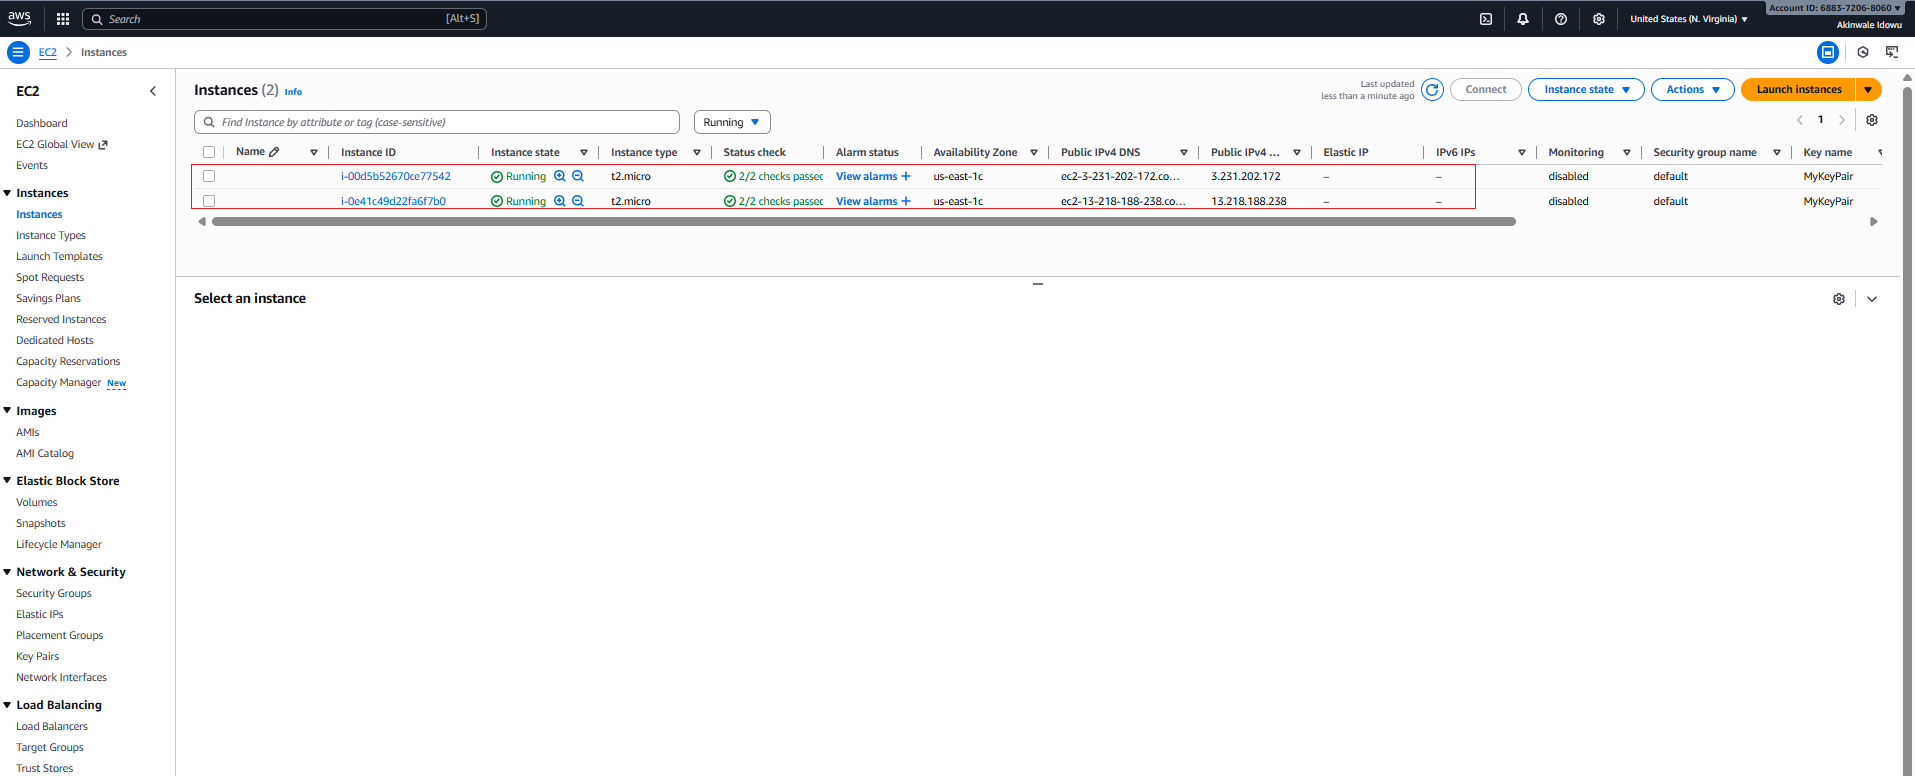 aws
Search [Alt+S]
United States (N. Virginia)
Account ID: 6883-7206-8060
Akinwale Idowu
EC2 > Instances
EC2
Dashboard
EC2 Global View
Events
Instances
Instances
Instance Types
Launch Templates
Spot Requests
Savings Plans
Reserved Instances
Dedicated Hosts
Capacity Reservations
Capacity Manager New
Images
AMIs
AMI Catalog
Elastic Block Store
Volumes
Snapshots
Lifecycle Manager
Network & Security
Security Groups
Elastic IPs
Placement Groups
Key Pairs
Network Interfaces
Load Balancing
Load Balancers
Target Groups
Trust Stores
Instances (2) Info
Last updated
less than a minute ago
Connect
Instance state
Actions
Launch instances
Find Instance by attribute or tag (case-sensitive)
Running
1
Name Instance ID Instance state Instance type Status check Alarm status Availability Zone Public IPv4 DNS Public IPv4 ... Elastic IP IPv6 IPs Monitoring Security group name Key name
i-00d5b52670ce77542 Running t2.micro 2/2 checks passed View alarms + us-east-1c ec2-3-231-202-172.co... 3.231.202.172 – – disabled default MyKeyPair
i-0e41c49d22fa6f7b0 Running t2.micro 2/2 checks passed View alarms + us-east-1c ec2-13-218-188-238.co... 13.218.188.238 – – disabled default MyKeyPair
Select an instance